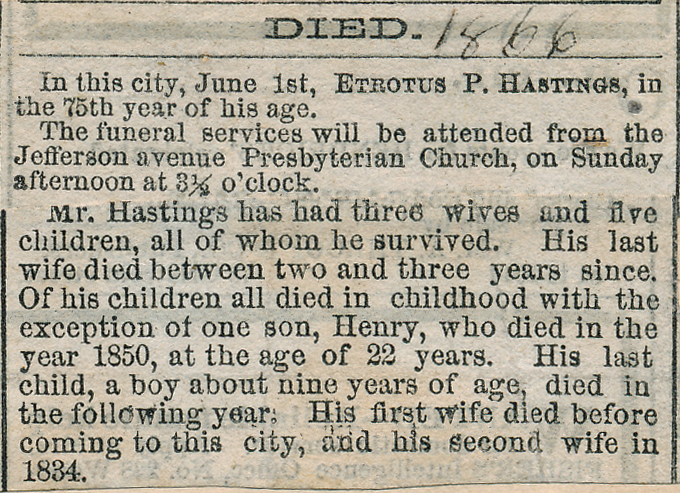 DIED. 1866
In this city, June 1st, ETROTUS P. HASTINGS, in
the 75th year of his age.
The funeral services will be attended from the
Jefferson avenue Presbyterian Church, on Sunday
afternoon at 3½ o'clock.
Mr. Hastings has had three wives and five
children, all of whom he survived. His last
wife died between two and three years since.
Of his children all died in childhood with the
exception of one son, Henry, who died in the
year 1850, at the age of 22 years. His last
child, a boy about nine years of age, died in
the following year. His first wife died before
coming to this city, and his second wife in
1834.